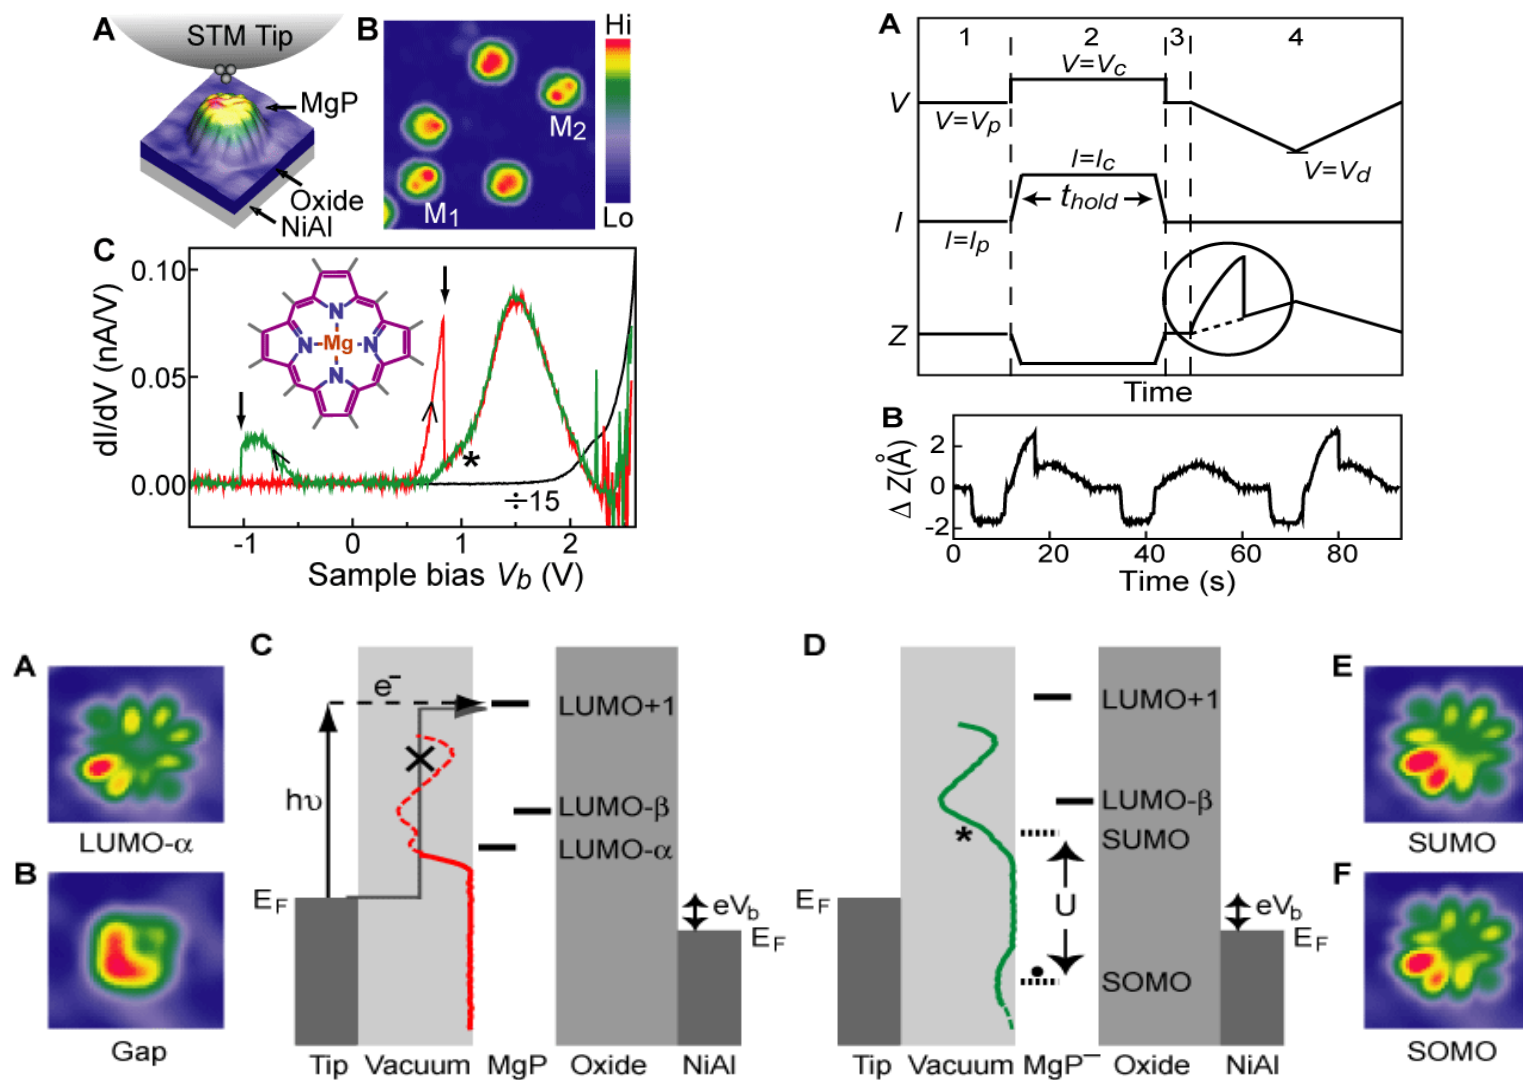 A
STM Tip
MgP
Oxide
NiAl
B
M1
M2
Hi
Lo
C
dI/dV (nA/V)
0.10
0.05
0.00
N
N Mg N
N
*
÷15
-1 0 1 2
Sample bias Vb (V)
A
1 2 3 4
V
V=Vp
V=Vc
V=Vd
I
I=Ip
I=Ic
thold
Z
Time
B
Δ Z(Å)
2
0
-2
0 20 40 60 80
Time (s)
A
LUMO-α
B
Gap
C
e−
hυ
EF
LUMO+1
LUMO-β
LUMO-α
eVb
EF
Tip Vacuum MgP Oxide NiAl
D
EF
*
LUMO+1
LUMO-β
SUMO
U
SOMO
eVb
EF
Tip Vacuum MgP− Oxide NiAl
E
SUMO
F
SOMO